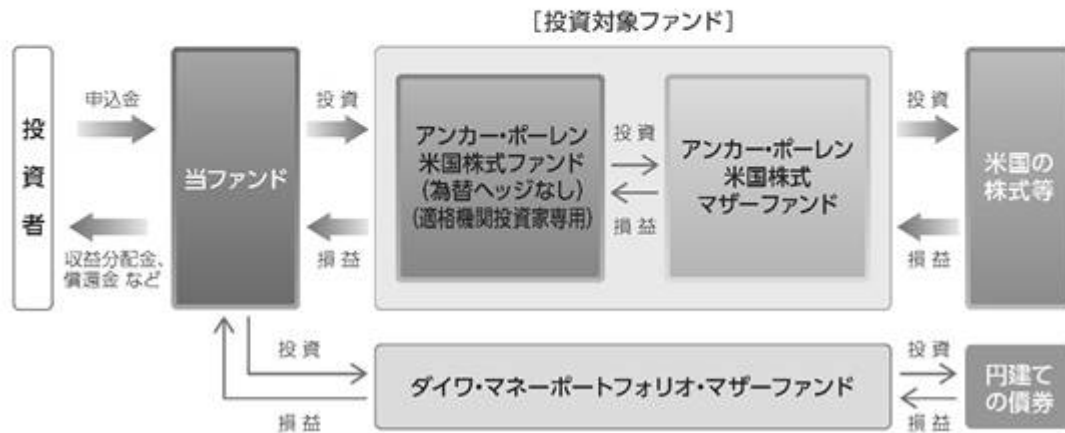 [投資対象ファンド]
投資者
申込金
収益分配金、
償還金 など
当ファンド
投 資
損 益
アンカー・ポーレン
米国株式ファンド
(為替ヘッジなし)
(適格機関投資家専用)
投 資
損 益
アンカー・ポーレン
米国株式
マザーファンド
投 資
損 益
米国の
株式等
投 資
損 益
ダイワ・マネーポートフォリオ・マザーファンド
投 資
損 益
円建て
の債券